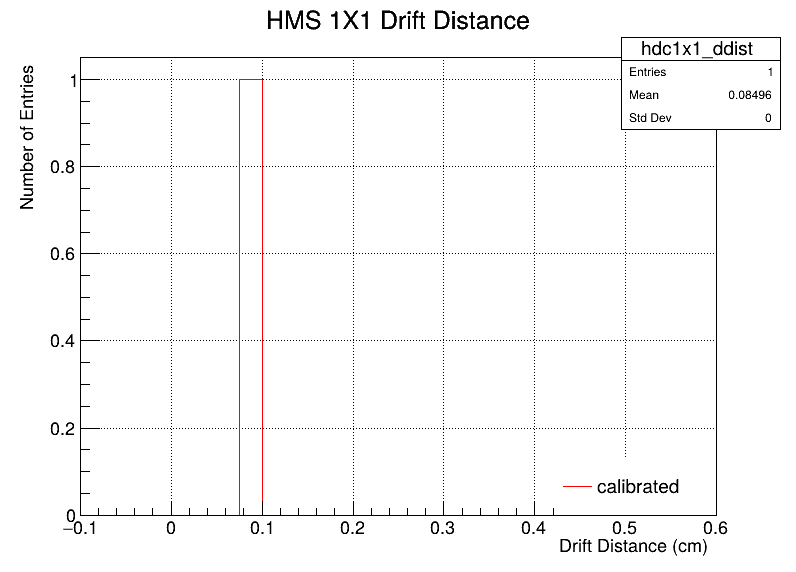 HMS 1X1 Drift Distance
hdc1x1_ddist
Entries 1
Mean 0.08496
Std Dev 0
Number of Entries
1
0.8
0.6
0.4
0.2
0
−0.1 0 0.1 0.2 0.3 0.4 0.5 0.6
calibrated
Drift Distance (cm)